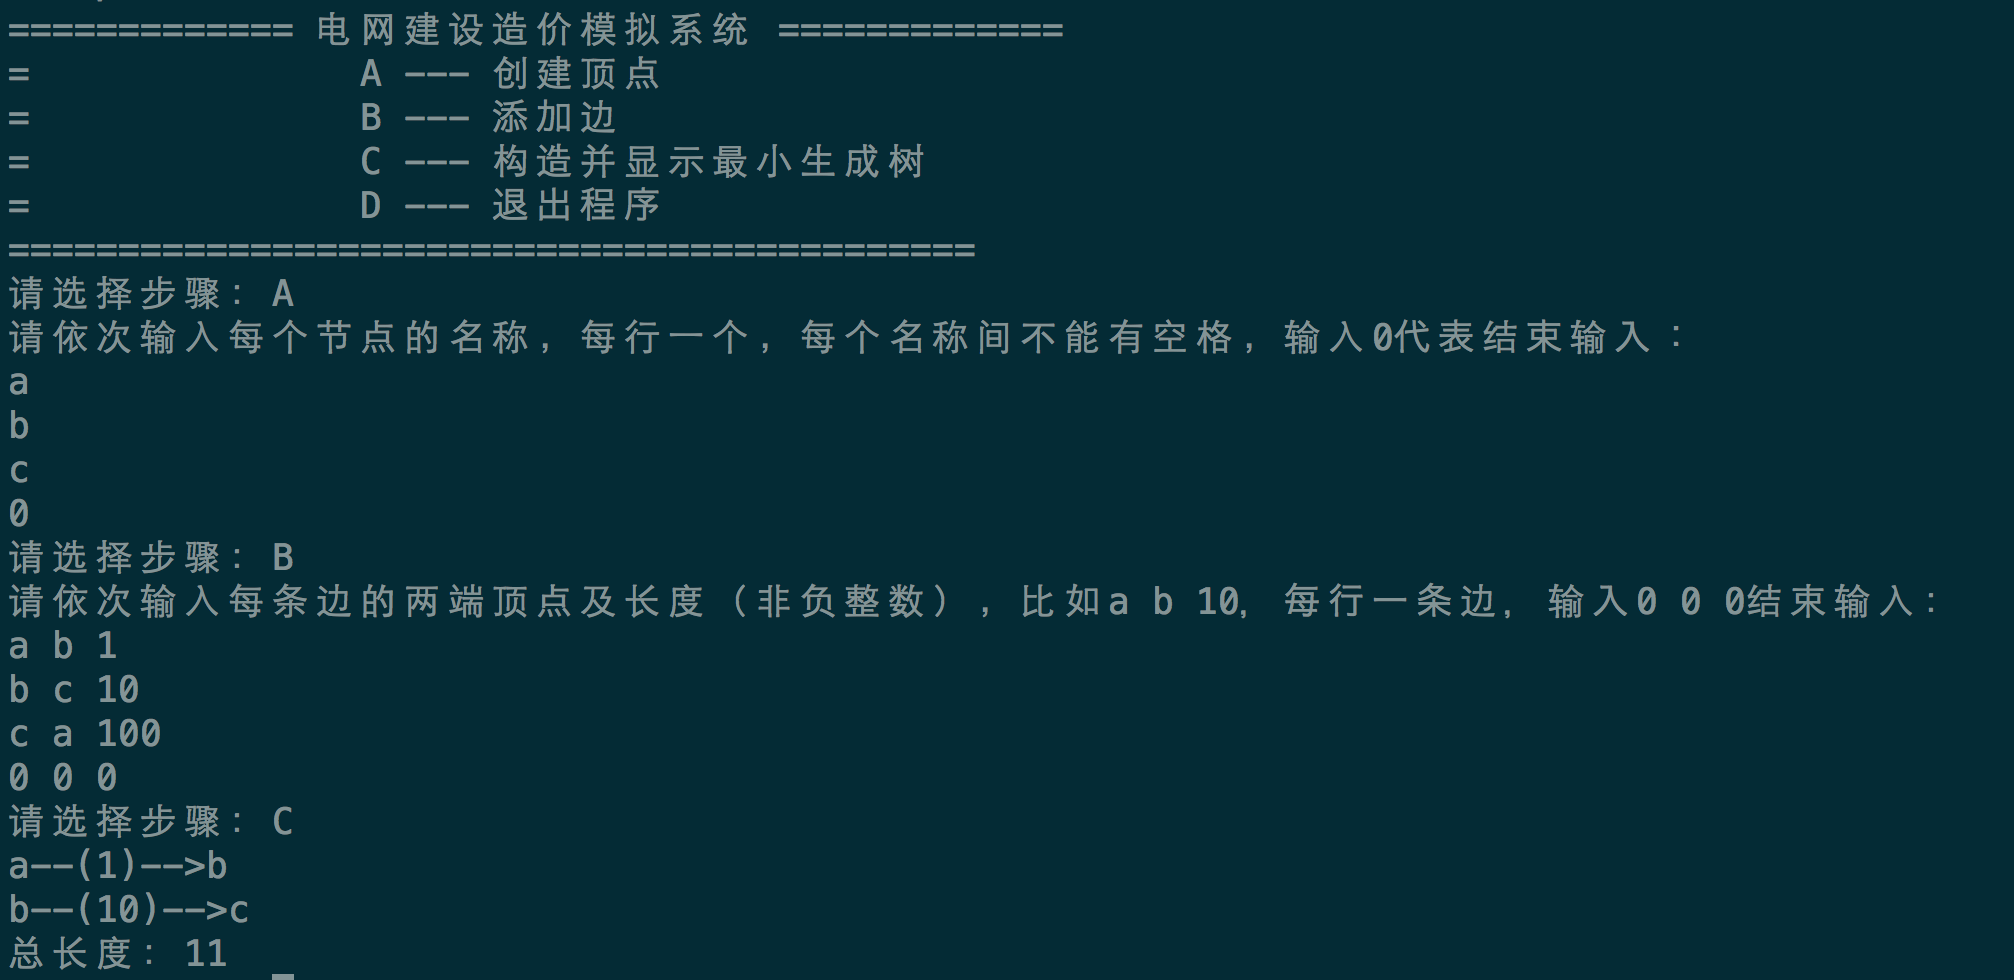 ============= 电网建设造价模拟系统 =============
=               A --- 创建顶点
=               B --- 添加边
=               C --- 构造并显示最小生成树
=               D --- 退出程序
============================================
请选择步骤: A
请依次输入每个节点的名称，每行一个，每个名称间不能有空格，输入0代表结束输入：
a
b
c
0
请选择步骤: B
请依次输入每条边的两端顶点及长度（非负整数），比如a b 10，每行一条边，输入0 0 0结束输入：
a b 1
b c 10
c a 100
0 0 0
请选择步骤: C
a--(1)-->b
b--(10)-->c
总长度: 11